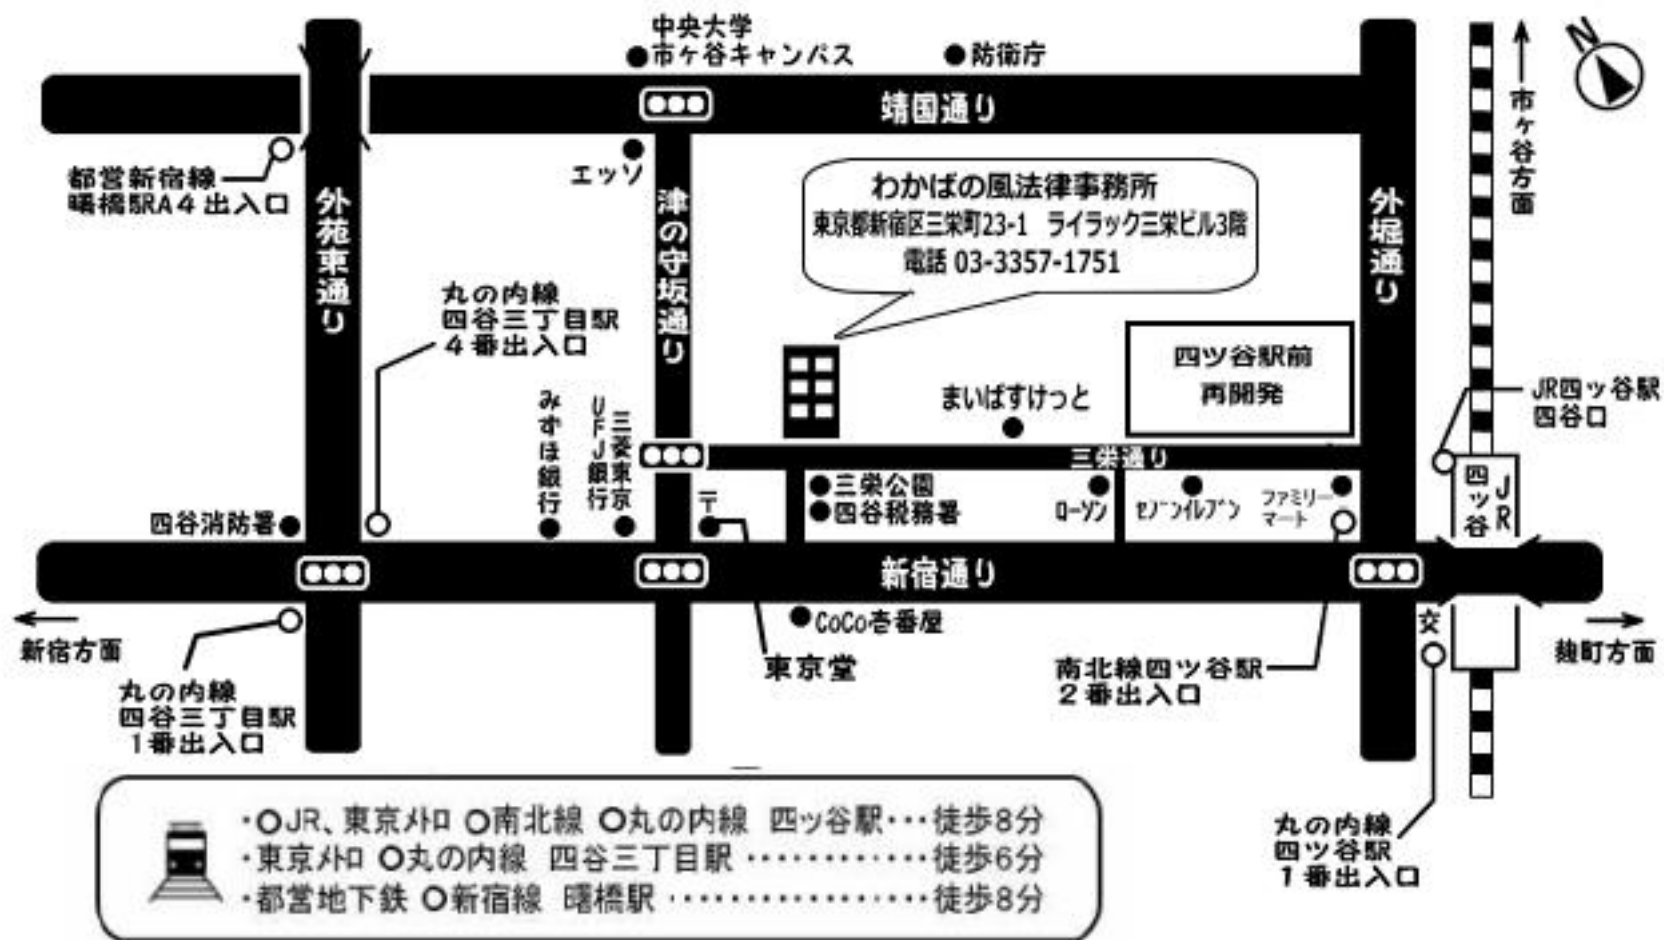 中央大学
市ヶ谷キャンパス
防衛庁
N
市ヶ谷方面
靖国通り
都営新宿線
曙橋駅A4出入口
エッソ
外苑東通り
津の守坂通り
外堀通り
わかばの風法律事務所
東京都新宿区三栄町23-1 ライラック三栄ビル3階
電話 03-3357-1751
丸の内線
四谷三丁目駅
4番出入口
四ツ谷駅前
再開発
まいばすけっと
JR四ッ谷駅
四谷口
みずほ銀行
三菱東京
UFJ銀行
〒
三栄通り
三栄公園
四谷税務署
ローソン
セブンイレブン
ファミリー
マート
JR
四ッ谷
四谷消防署
新宿通り
新宿方面
CoCo壱番屋
東京堂
交
麹町方面
丸の内線
四谷三丁目駅
1番出入口
南北線四ツ谷駅
2番出入口
丸の内線
四ツ谷駅
1番出入口
・○JR、東京メトロ ○南北線 ○丸の内線 四ッ谷駅・・・徒歩8分
・東京メトロ ○丸の内線 四谷三丁目駅 ・・・・・・・・・・・・徒歩6分
・都営地下鉄 ○新宿線 曙橋駅 ・・・・・・・・・・・・・・・・・徒歩8分